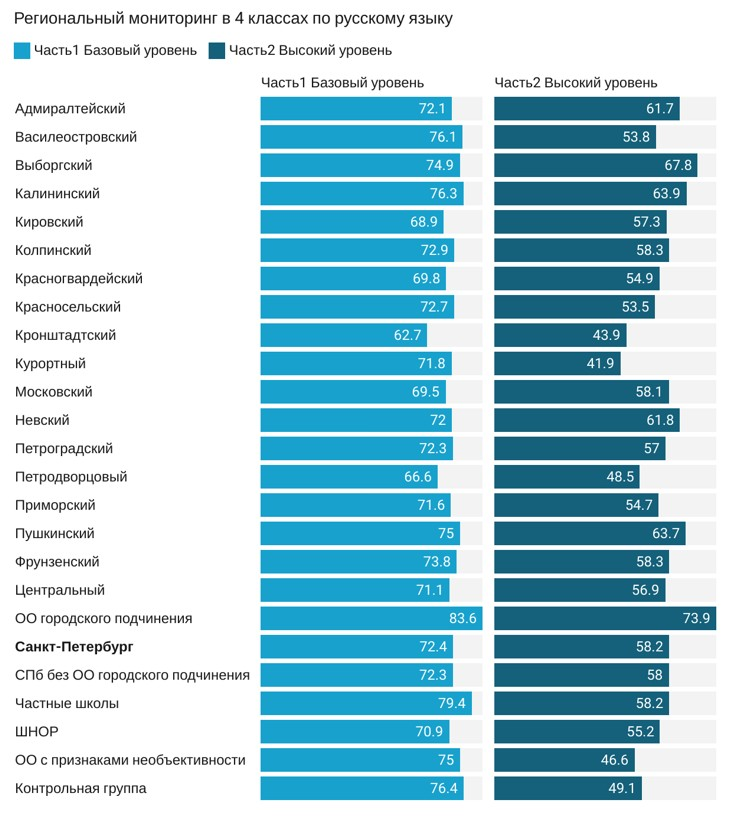 Региональный мониторинг в 4 классах по русскому языку
Часть1 Базовый уровень Часть2 Высокий уровень
Часть1 Базовый уровень Часть2 Высокий уровень
Адмиралтейский 72.1 61.7
Василеостровский 76.1 53.8
Выборгский 74.9 67.8
Калининский 76.3 63.9
Кировский 68.9 57.3
Колпинский 72.9 58.3
Красногвардейский 69.8 54.9
Красносельский 72.7 53.5
Кронштадтский 62.7 43.9
Курортный 71.8 41.9
Московский 69.5 58.1
Невский 72 61.8
Петроградский 72.3 57
Петродворцовый 66.6 48.5
Приморский 71.6 54.7
Пушкинский 75 63.7
Фрунзенский 73.8 58.3
Центральный 71.1 56.9
ОО городского подчинения 83.6 73.9
Санкт-Петербург 72.4 58.2
СПб без ОО городского подчинения 72.3 58
Частные школы 79.4 58.2
ШНОР 70.9 55.2
ОО с признаками необъективности 75 46.6
Контрольная группа 76.4 49.1